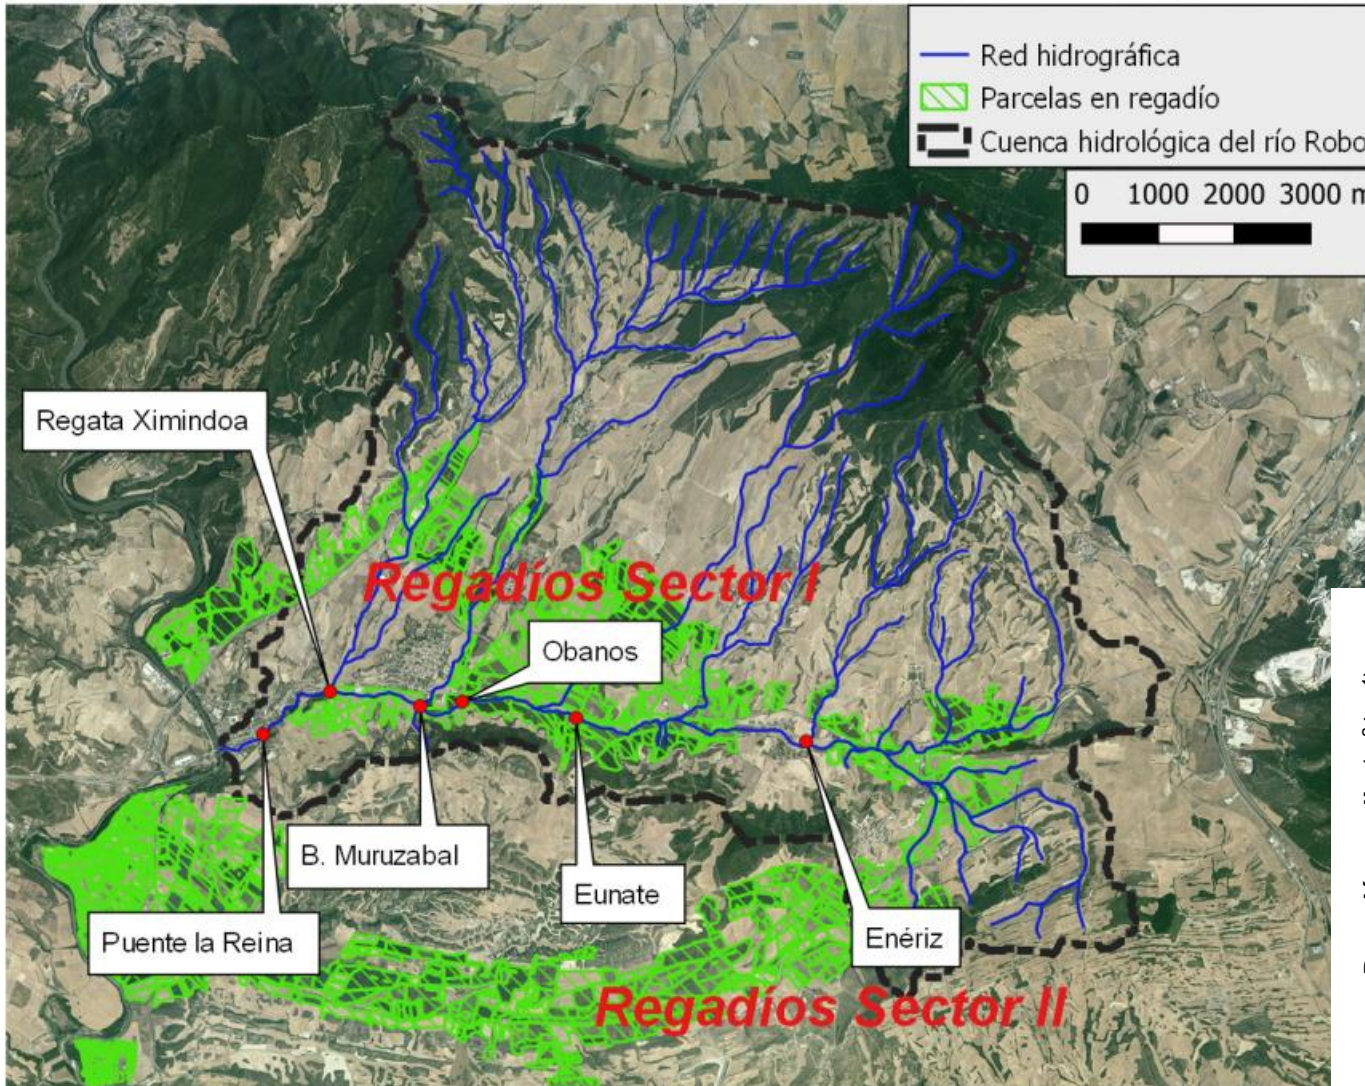 Red hidrográfica
Parcelas en regadío
Cuenca hidrológica del río Robo
0 1000 2000 3000 m
Regata Ximindoa
Regadíos Sector I
Obanos
B. Muruzabal
Eunate
Puente la Reina
Enériz
Regadíos Sector II